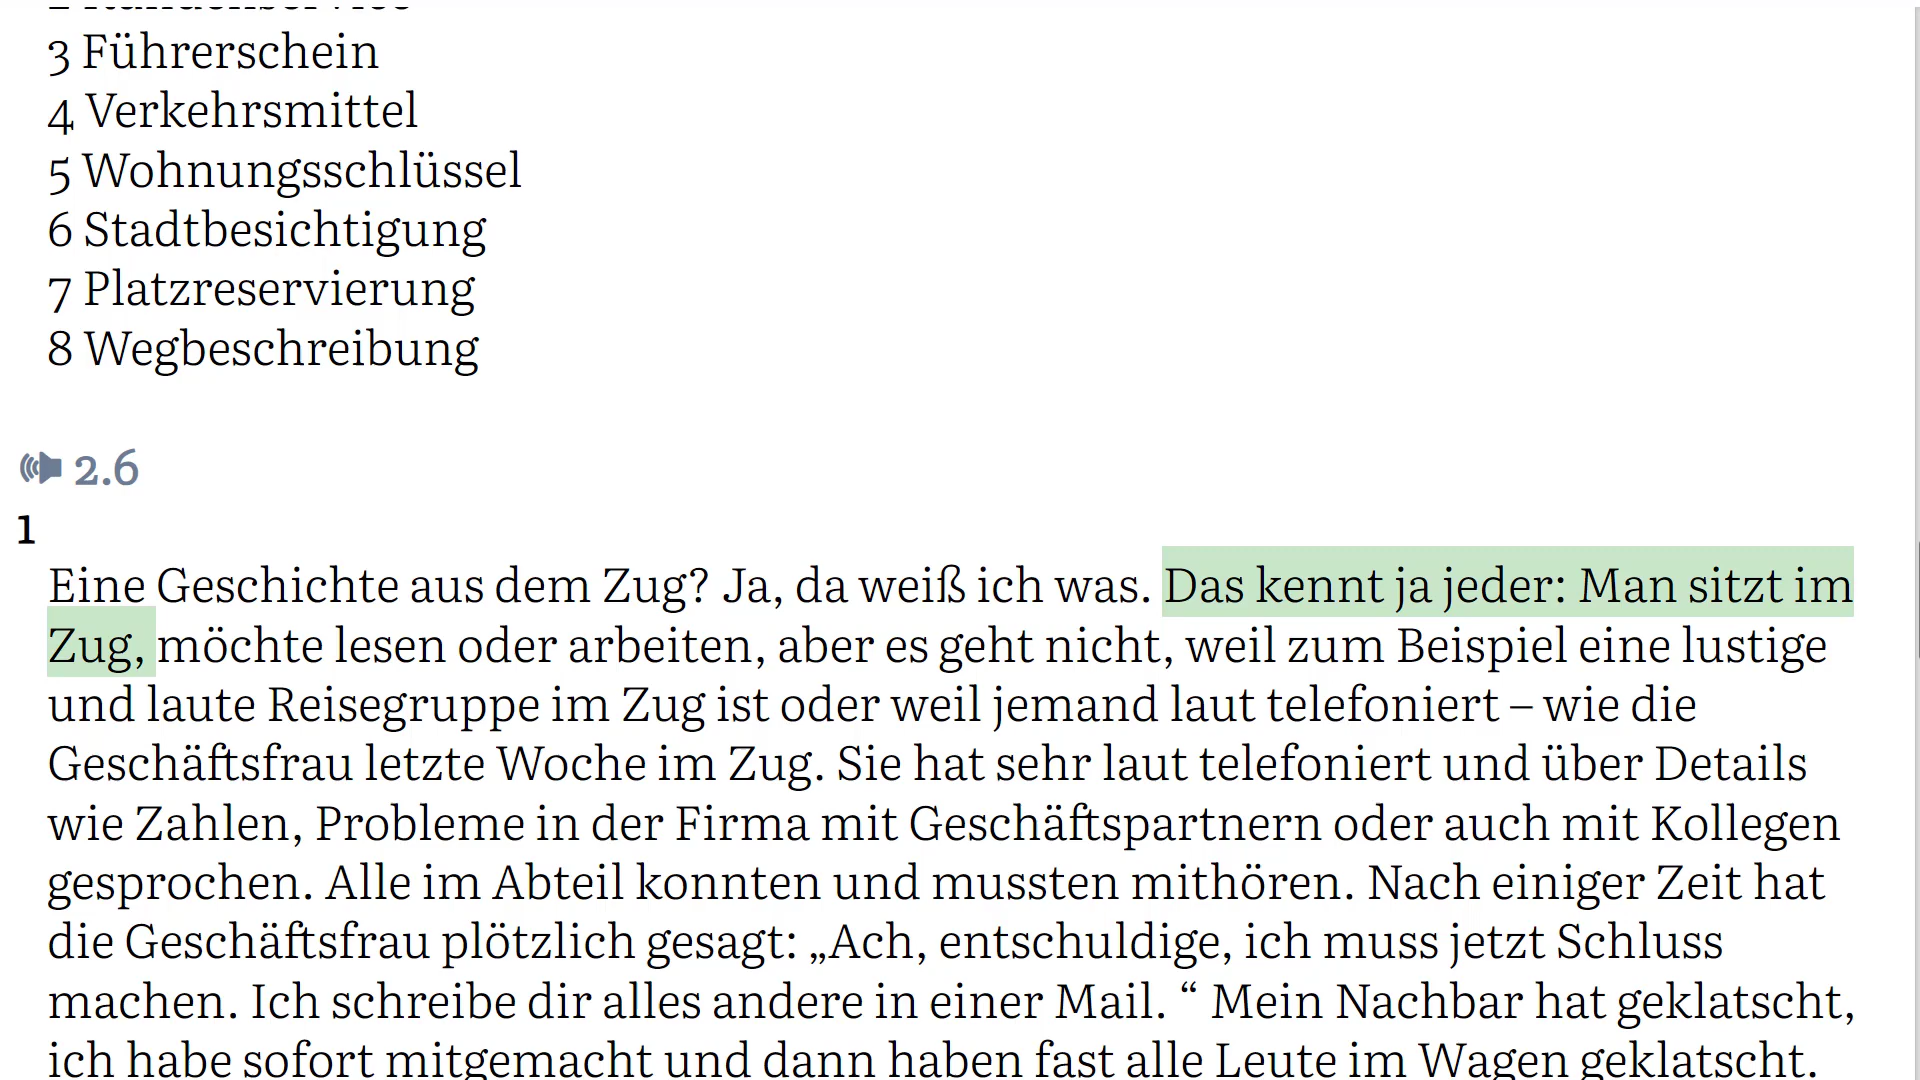 3 Führerschein
4 Verkehrsmittel
5 Wohnungsschlüssel
6 Stadtbesichtigung
7 Platzreservierung
8 Wegbeschreibung
2.6
1
Eine Geschichte aus dem Zug? Ja, da weiß ich was. Das kennt ja jeder: Man sitzt im
Zug, möchte lesen oder arbeiten, aber es geht nicht, weil zum Beispiel eine lustige
und laute Reisegruppe im Zug ist oder weil jemand laut telefoniert – wie die
Geschäftsfrau letzte Woche im Zug. Sie hat sehr laut telefoniert und über Details
wie Zahlen, Probleme in der Firma mit Geschäftspartnern oder auch mit Kollegen
gesprochen. Alle im Abteil konnten und mussten mithören. Nach einiger Zeit hat
die Geschäftsfrau plötzlich gesagt: „Ach, entschuldige, ich muss jetzt Schluss
machen. Ich schreibe dir alles andere in einer Mail. “ Mein Nachbar hat geklatscht,
ich habe sofort mitgemacht und dann haben fast alle Leute im Wagen geklatscht.